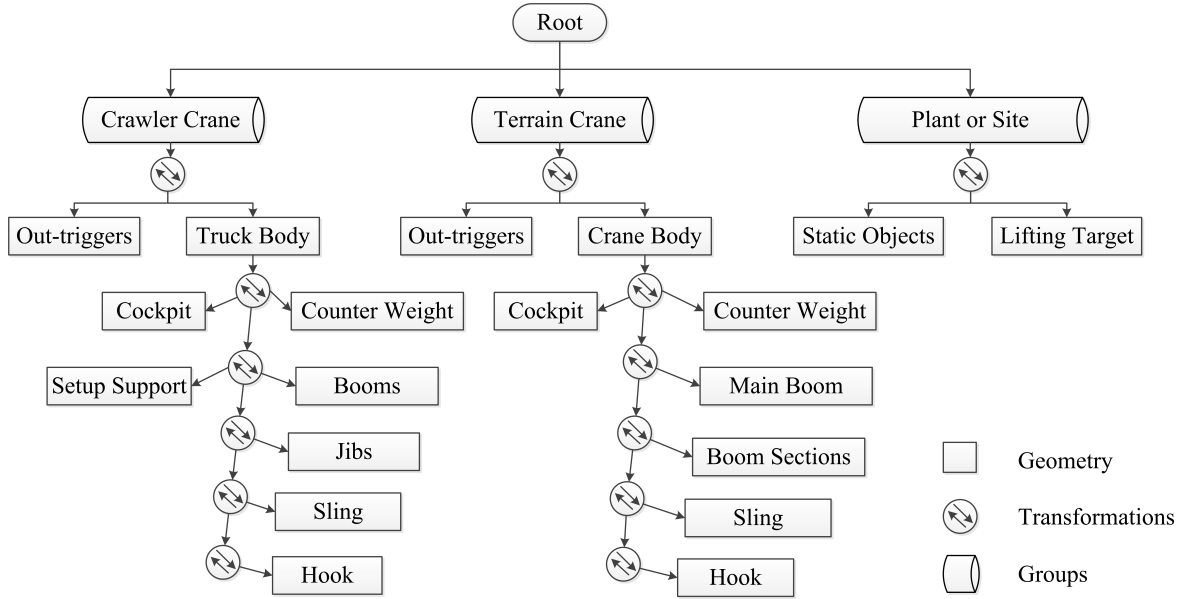 Root
Crawler Crane
Terrain Crane
Plant or Site
Out-triggers
Truck Body
Out-triggers
Crane Body
Static Objects
Lifting Target
Cockpit
Counter Weight
Cockpit
Counter Weight
Setup Support
Booms
Main Boom
Jibs
Boom Sections
Geometry
Sling
Sling
Transformations
Hook
Hook
Groups